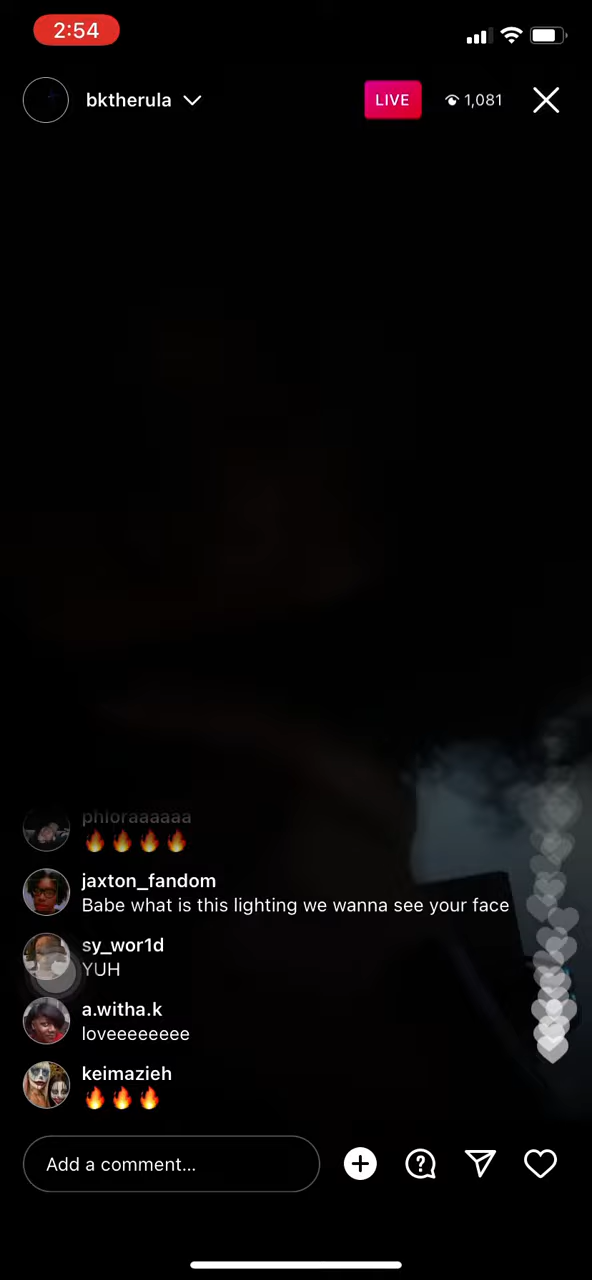 2:54
bktherula
LIVE
1,081
phloraaaaaa
🔥🔥🔥🔥
jaxton_fandom
Babe what is this lighting we wanna see your face
sy_wor1d
YUH
a.witha.k
loveeeeeeee
keimazieh
🔥🔥🔥
Add a comment...